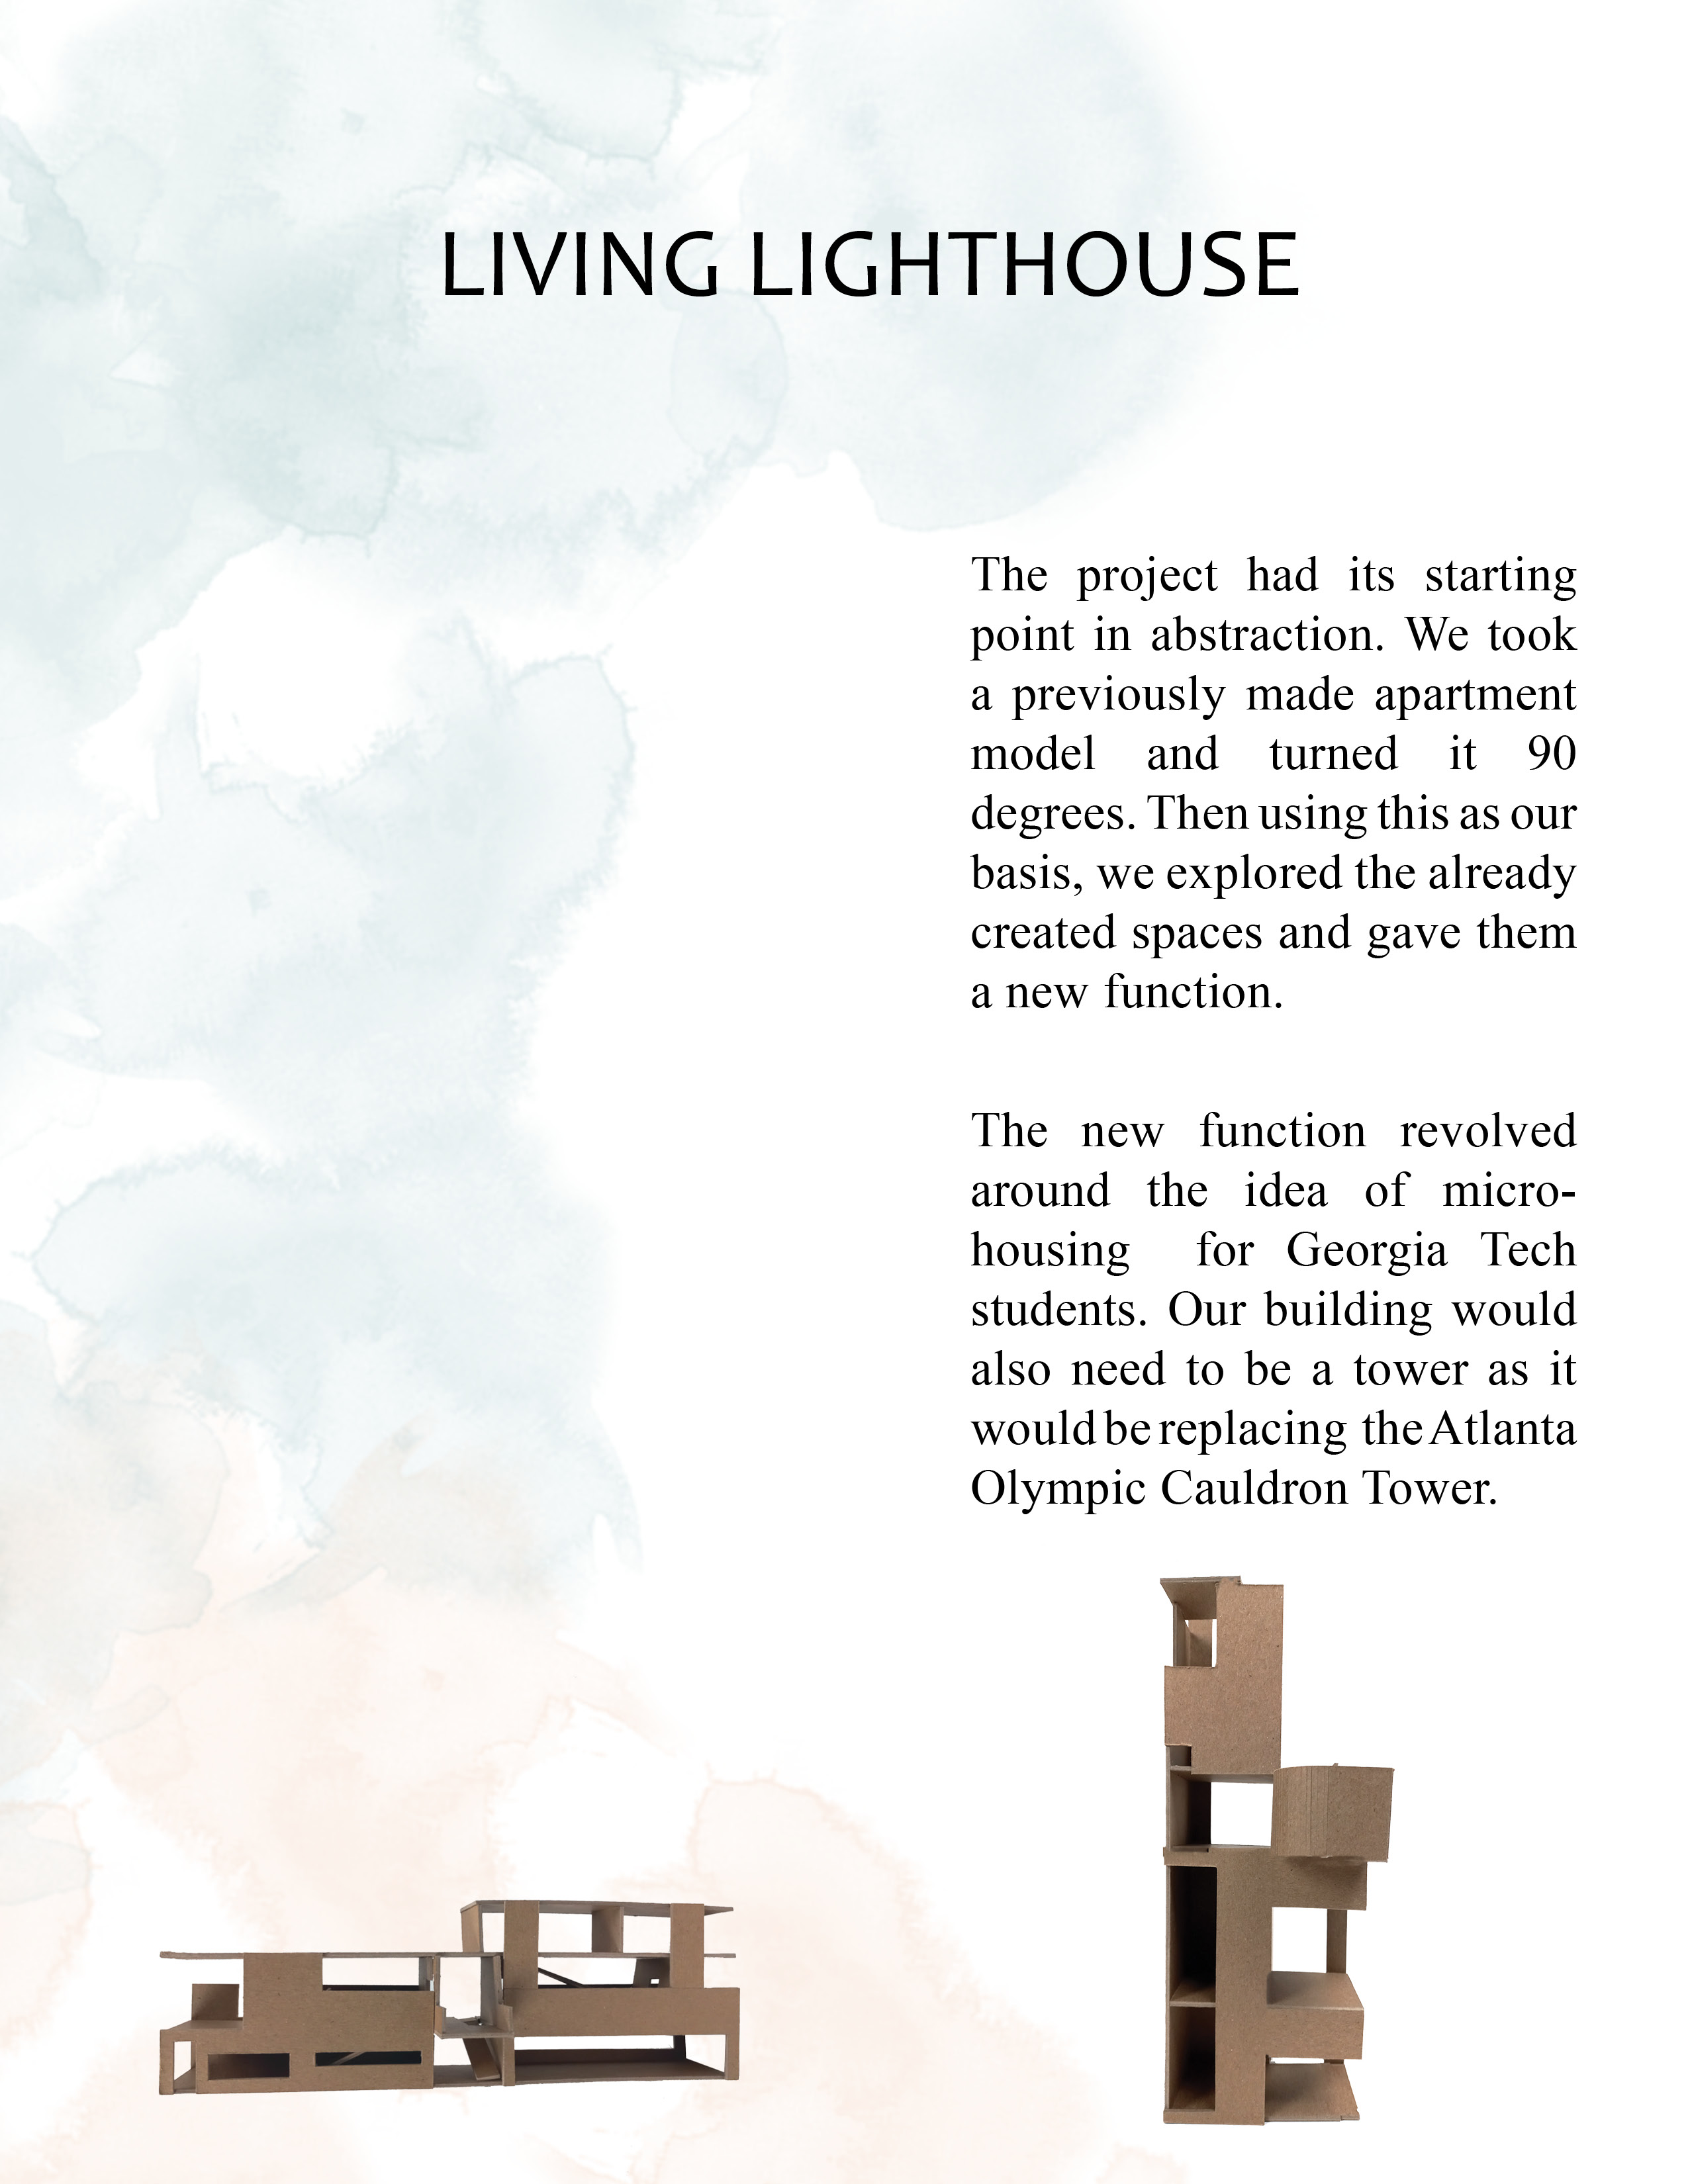 LIVING LIGHTHOUSE
The project had its starting
point in abstraction. We took
a previously made apartment
model and turned it 90
degrees. Then using this as our
basis, we explored the already
created spaces and gave them
a new function.
The new function revolved
around the idea of micro-
housing for Georgia Tech
students. Our building would
also need to be a tower as it
would be replacing the Atlanta
Olympic Cauldron Tower.